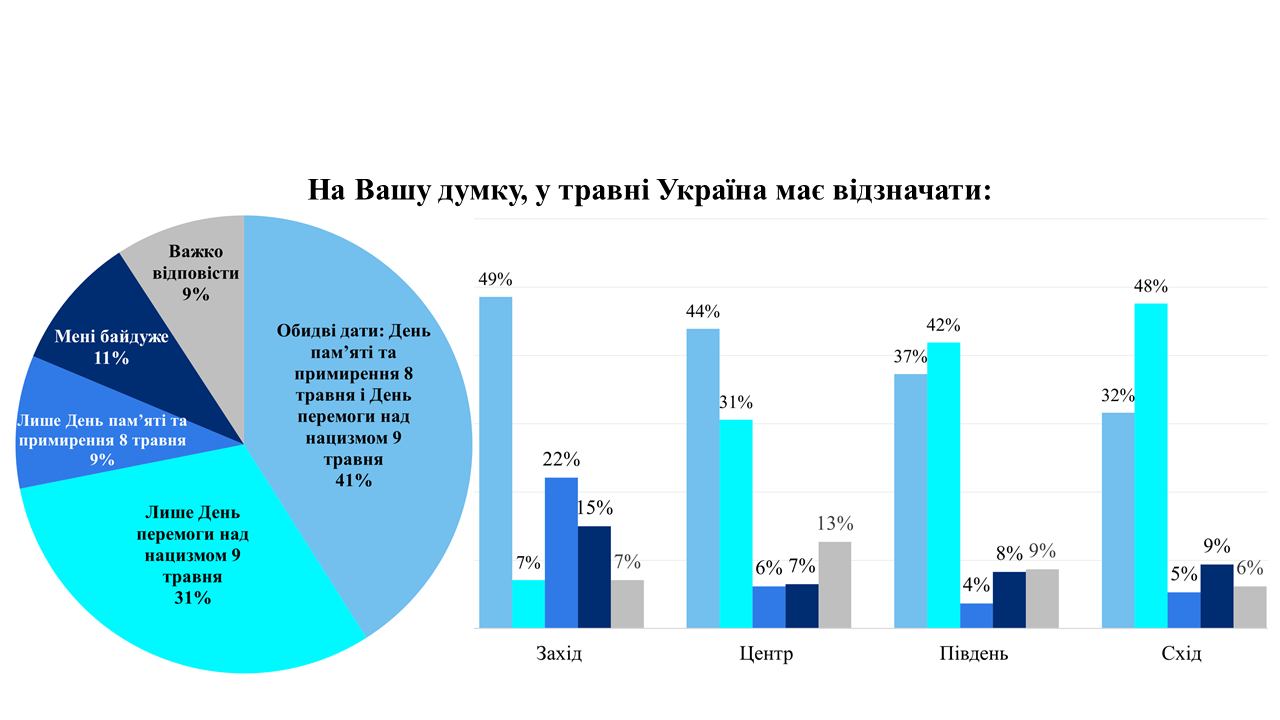 На Вашу думку, у травні Україна має відзначати:
Важко
відповісти
9%
Мені байдуже
11%
Лише День пам’яті та
примирення 8 травня
9%
Обидві дати: День
пам’яті та
примирення 8
травня і День
перемоги над
нацизмом 9
травня
41%
Лише День
перемоги над
нацизмом 9
травня
31%
49%
7%
22%
15%
7%
44%
31%
6%
7%
13%
37%
42%
4%
8%
9%
32%
48%
5%
9%
6%
Захід
Центр
Південь
Схід